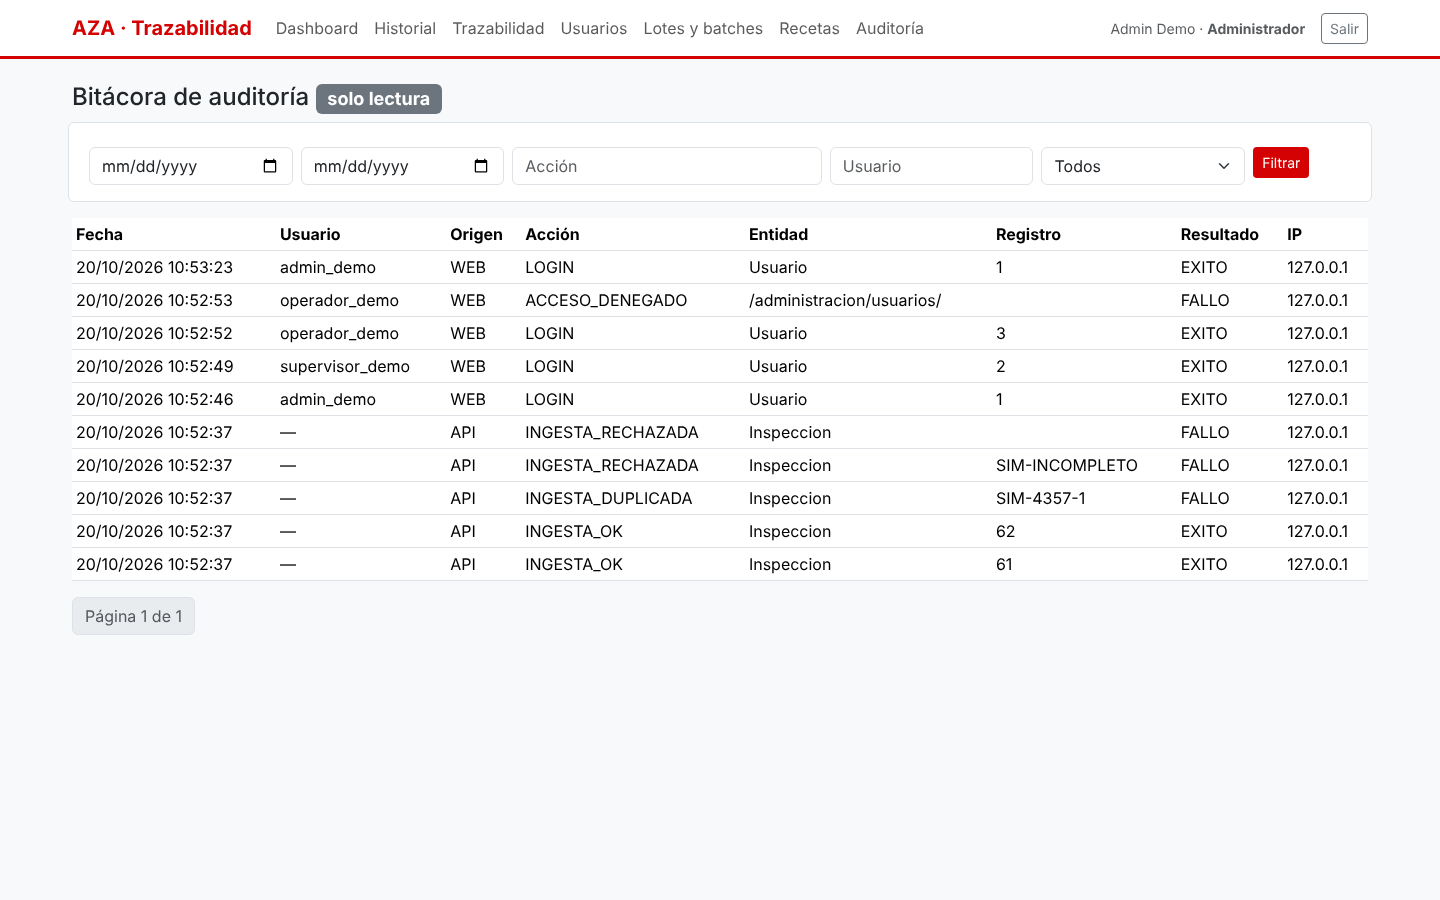 AZA · Trazabilidad Dashboard Historial Trazabilidad Usuarios Lotes y batches Recetas Auditoría Admin Demo · Administrador Salir
Bitácora de auditoría solo lectura
mm/dd/yyyy mm/dd/yyyy Acción Usuario Todos Filtrar
Fecha Usuario Origen Acción Entidad Registro Resultado IP
20/10/2026 10:53:23 admin_demo WEB LOGIN Usuario 1 EXITO 127.0.0.1
20/10/2026 10:52:53 operador_demo WEB ACCESO_DENEGADO /administracion/usuarios/ FALLO 127.0.0.1
20/10/2026 10:52:52 operador_demo WEB LOGIN Usuario 3 EXITO 127.0.0.1
20/10/2026 10:52:49 supervisor_demo WEB LOGIN Usuario 2 EXITO 127.0.0.1
20/10/2026 10:52:46 admin_demo WEB LOGIN Usuario 1 EXITO 127.0.0.1
20/10/2026 10:52:37 — API INGESTA_RECHAZADA Inspeccion FALLO 127.0.0.1
20/10/2026 10:52:37 — API INGESTA_RECHAZADA Inspeccion SIM-INCOMPLETO FALLO 127.0.0.1
20/10/2026 10:52:37 — API INGESTA_DUPLICADA Inspeccion SIM-4357-1 FALLO 127.0.0.1
20/10/2026 10:52:37 — API INGESTA_OK Inspeccion 62 EXITO 127.0.0.1
20/10/2026 10:52:37 — API INGESTA_OK Inspeccion 61 EXITO 127.0.0.1
Página 1 de 1